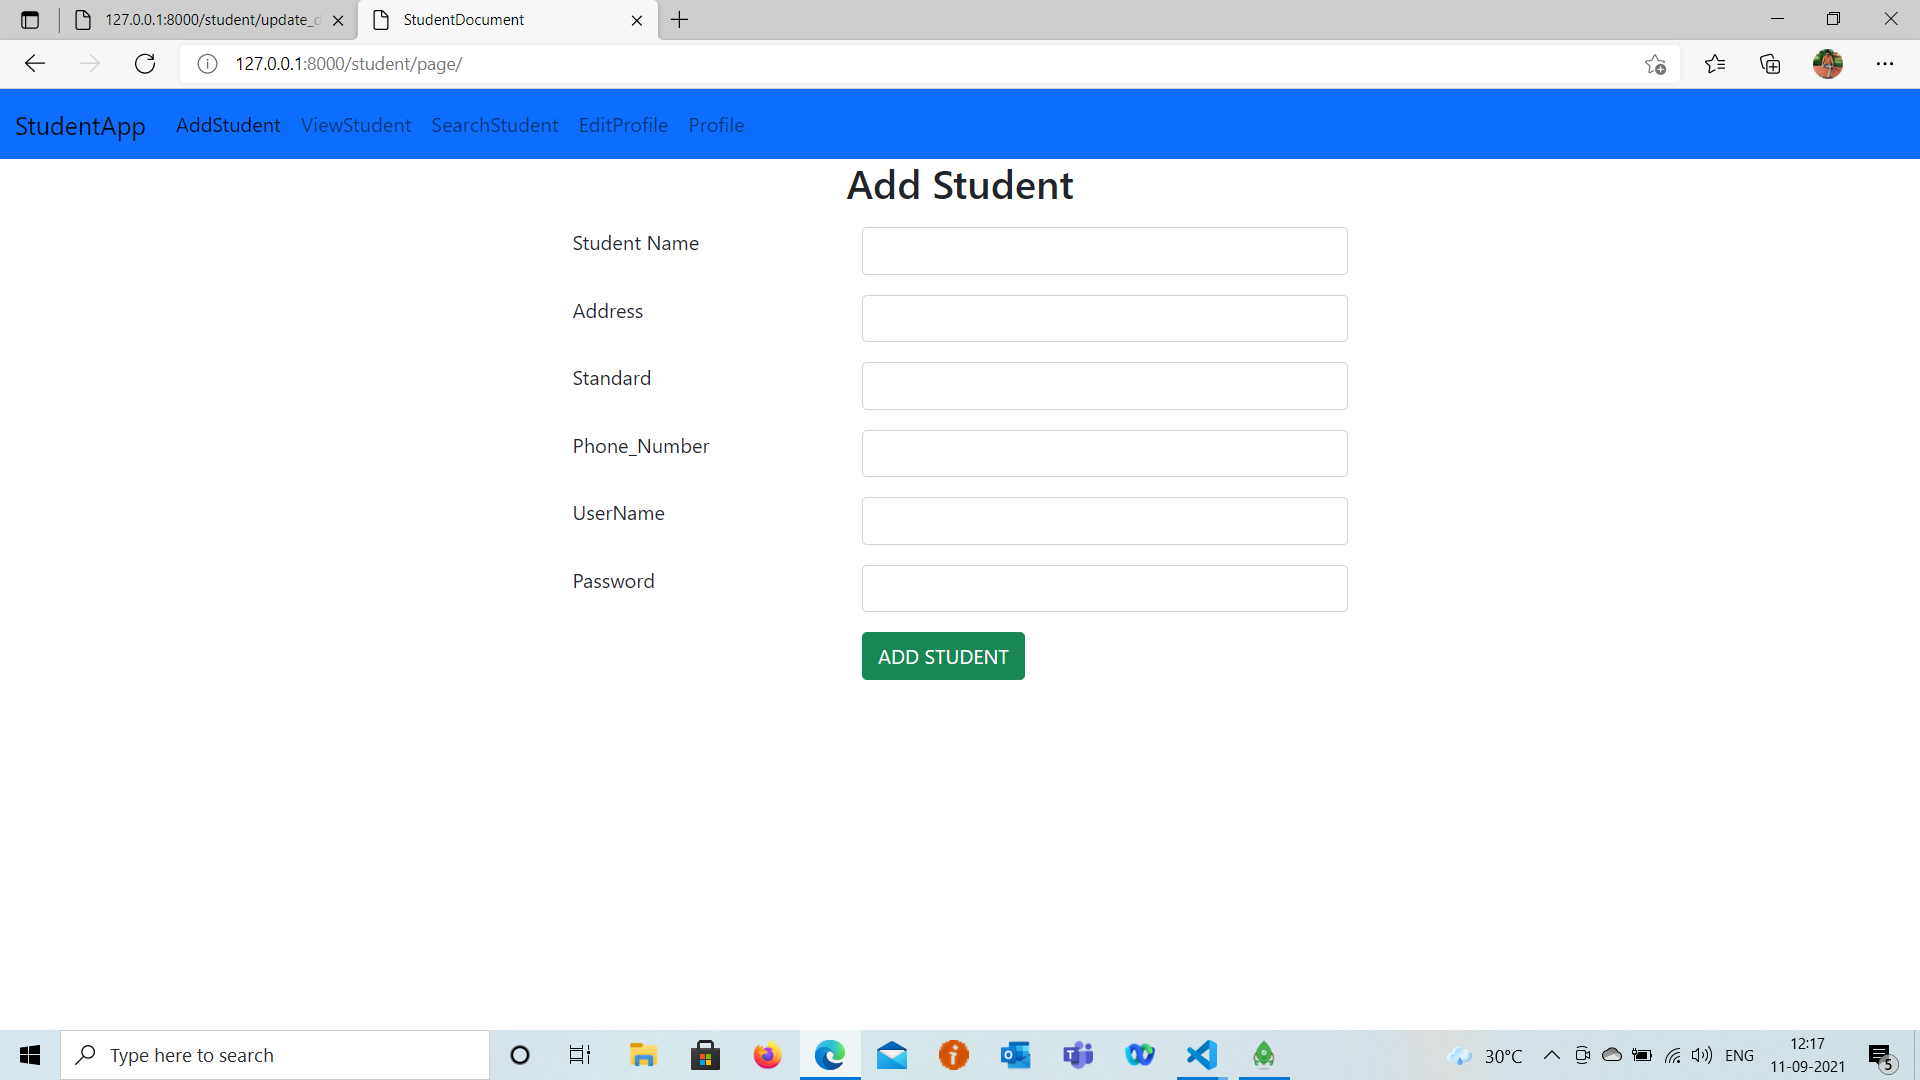 127.0.0.1:8000/student/update_
StudentDocument
127.0.0.1:8000/student/page/
StudentApp AddStudent ViewStudent SearchStudent EditProfile Profile
Add Student
Student Name
Address
Standard
Phone_Number
UserName
Password
ADD STUDENT
Type here to search
30°C
ENG
12:17
11-09-2021
5